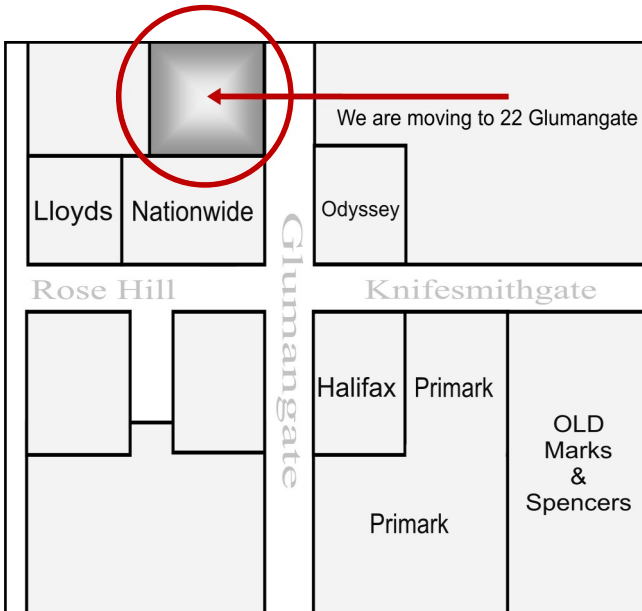 We are moving to 22 Glumangate
Lloyds
Nationwide
Odyssey
Glumangate
Rose Hill
Knifesmithgate
Halifax
Primark
OLD
Marks
&
Spencers
Primark